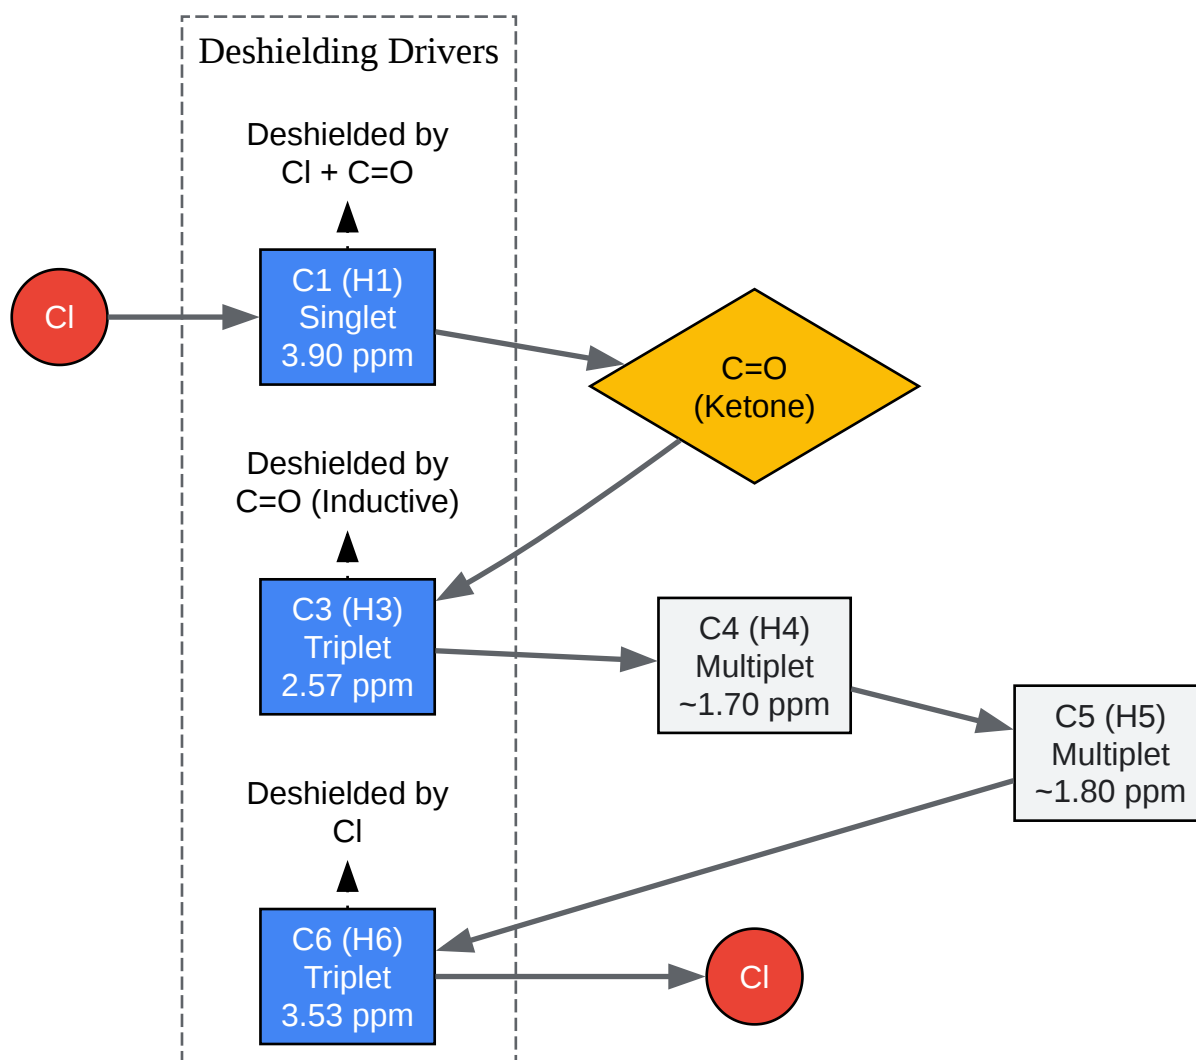 Deshielding Drivers
Deshielded by
Cl + C=O
Cl
C1 (H1)
Singlet
3.90 ppm
C=O
(Ketone)
Deshielded by
C=O (Inductive)
C3 (H3)
Triplet
2.57 ppm
C4 (H4)
Multiplet
~1.70 ppm
C5 (H5)
Multiplet
~1.80 ppm
Deshielded by
Cl
C6 (H6)
Triplet
3.53 ppm
Cl